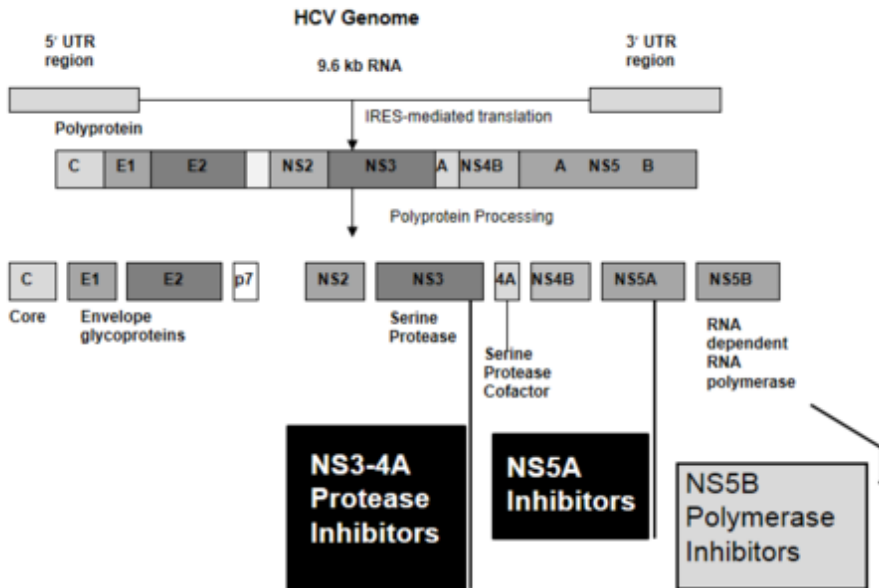 HCV Genome
5′ UTR
region
9.6 kb RNA
3′ UTR
region
IRES-mediated translation
Polyprotein
C E1 E2 NS2 NS3 A NS4B A NS5 B
Polyprotein Processing
C E1 E2 p7 NS2 NS3 4A NS4B NS5A NS5B
Core
Envelope
glycoproteins
Serine
Protease
Serine
Protease
Cofactor
RNA
dependent
RNA
polymerase
NS3-4A
Protease
Inhibitors
NS5A
Inhibitors
NS5B
Polymerase
Inhibitors